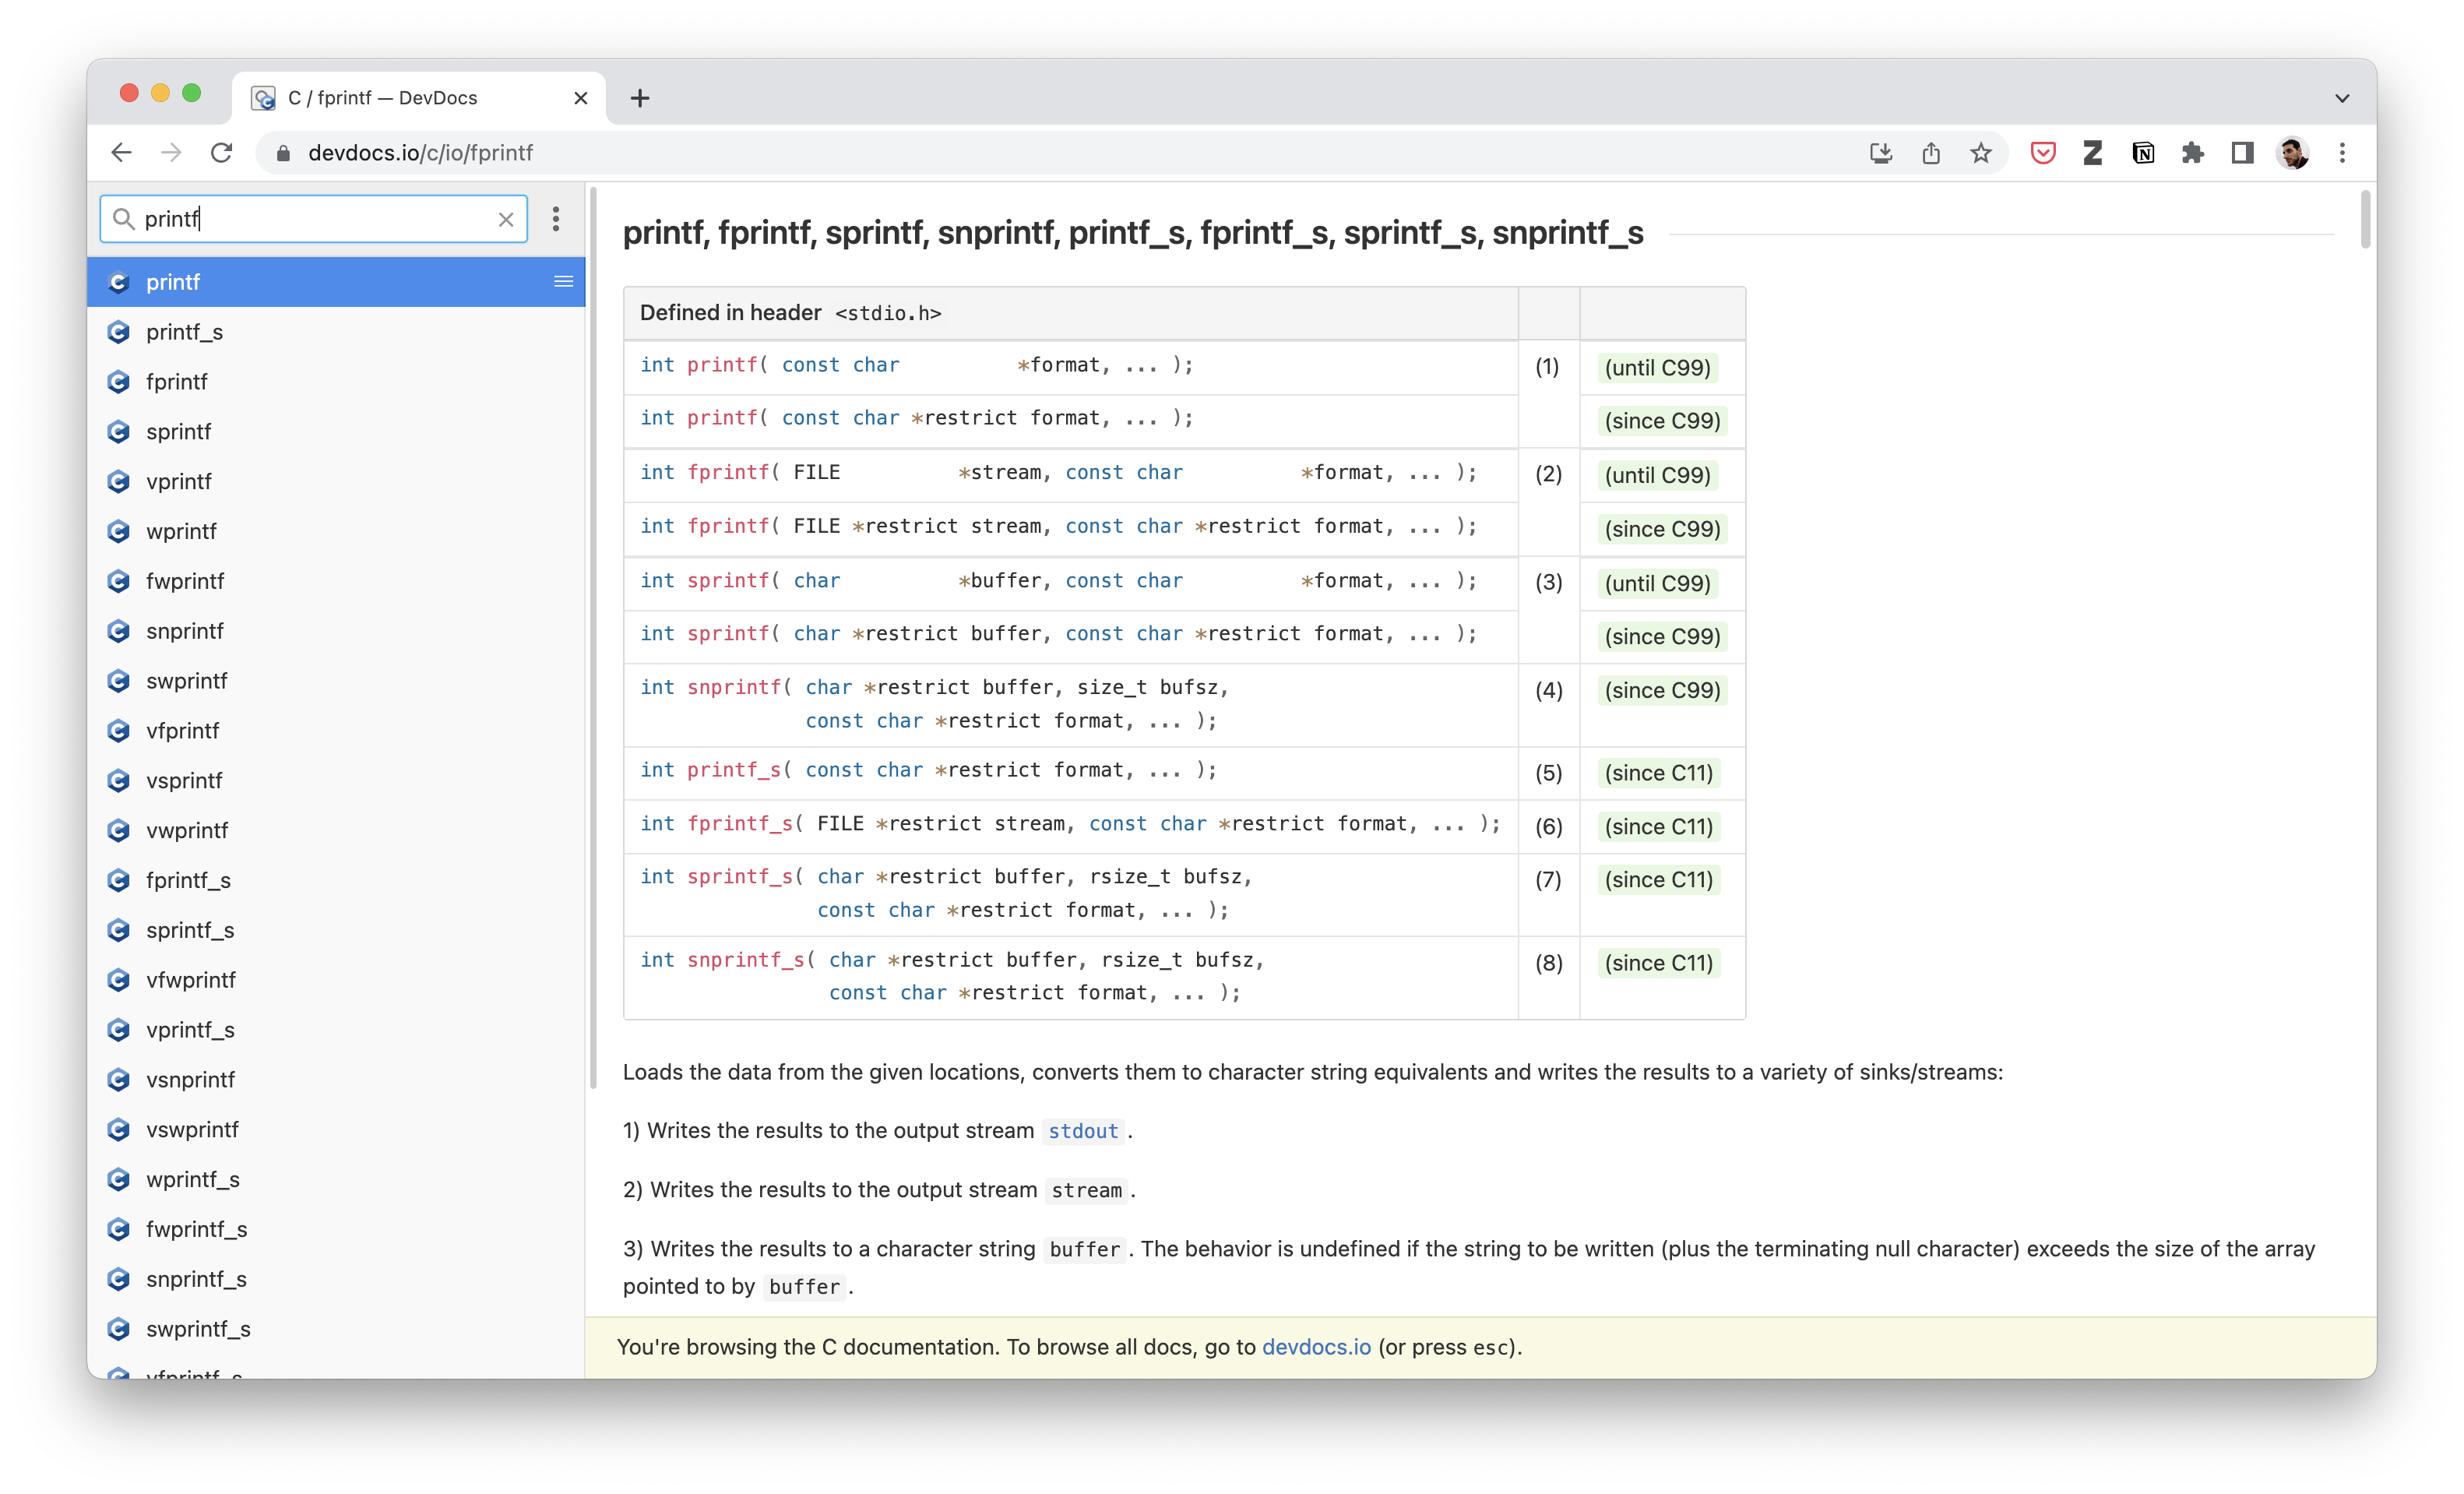 C / fprintf — DevDocs
devdocs.io/c/io/fprintf
printf
printf
printf_s
fprintf
sprintf
vprintf
wprintf
fwprintf
snprintf
swprintf
vfprintf
vsprintf
vwprintf
fprintf_s
sprintf_s
vfwprintf
vprintf_s
vsnprintf
vswprintf
wprintf_s
fwprintf_s
snprintf_s
swprintf_s
vfprintf_s
printf, fprintf, sprintf, snprintf, printf_s, fprintf_s, sprintf_s, snprintf_s
Defined in header <stdio.h>
int printf( const char          *format, ... ); (1) (until C99)
int printf( const char *restrict format, ... ); (since C99)
int fprintf( FILE          *stream, const char          *format, ... ); (2) (until C99)
int fprintf( FILE *restrict stream, const char *restrict format, ... ); (since C99)
int sprintf( char          *buffer, const char          *format, ... ); (3) (until C99)
int sprintf( char *restrict buffer, const char *restrict format, ... ); (since C99)
int snprintf( char *restrict buffer, size_t bufsz, (4) (since C99)
const char *restrict format, ... );
int printf_s( const char *restrict format, ... ); (5) (since C11)
int fprintf_s( FILE *restrict stream, const char *restrict format, ... ); (6) (since C11)
int sprintf_s( char *restrict buffer, rsize_t bufsz, (7) (since C11)
const char *restrict format, ... );
int snprintf_s( char *restrict buffer, rsize_t bufsz, (8) (since C11)
const char *restrict format, ... );
Loads the data from the given locations, converts them to character string equivalents and writes the results to a variety of sinks/streams:
1) Writes the results to the output stream stdout.
2) Writes the results to the output stream stream.
3) Writes the results to a character string buffer. The behavior is undefined if the string to be written (plus the terminating null character) exceeds the size of the array
pointed to by buffer.
You're browsing the C documentation. To browse all docs, go to devdocs.io (or press esc).